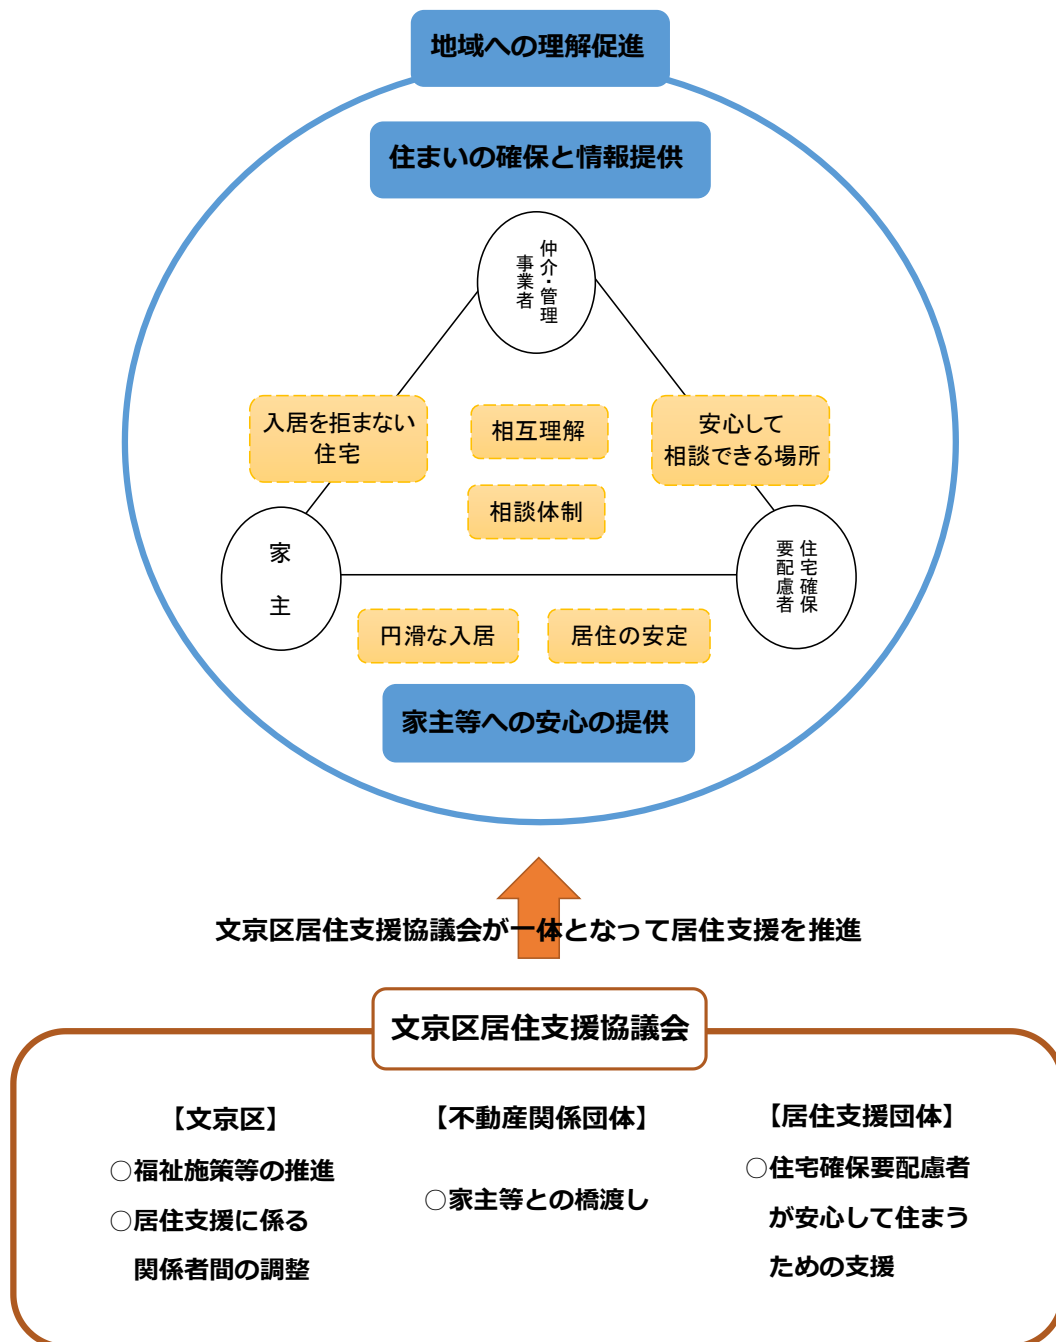 地域への理解促進
住まいの確保と情報提供
仲介・管理
事業者
入居を拒まない
住宅
相互理解
安心して
相談できる場所
相談体制
家主
住宅確保
要配慮者
円滑な入居
居住の安定
家主等への安心の提供
文京区居住支援協議会が一体となって居住支援を推進
文京区居住支援協議会
【文京区】
○福祉施策等の推進
○居住支援に係る
関係者間の調整
【不動産関係団体】
○家主等との橋渡し
【居住支援団体】
○住宅確保要配慮者
が安心して住まう
ための支援